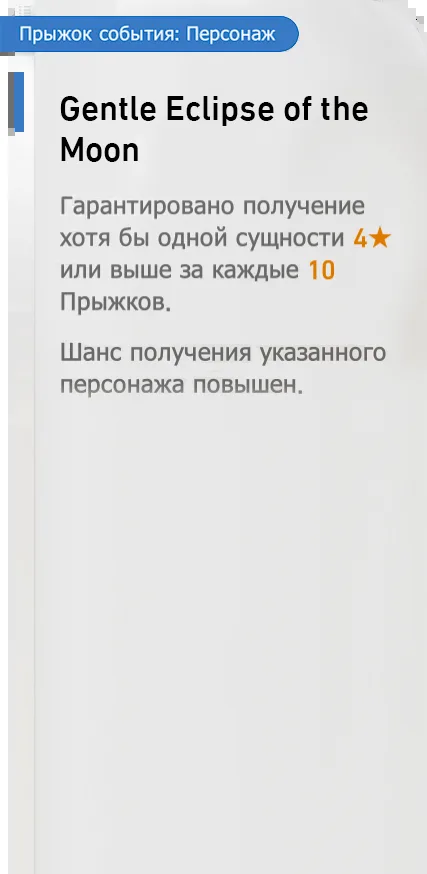 Прыжок события: Персонаж
Gentle Eclipse of the
Moon
Гарантировано получение
хотя бы одной сущности 4★
или выше за каждые 10
Прыжков.
Шанс получения указанного
персонажа повышен.